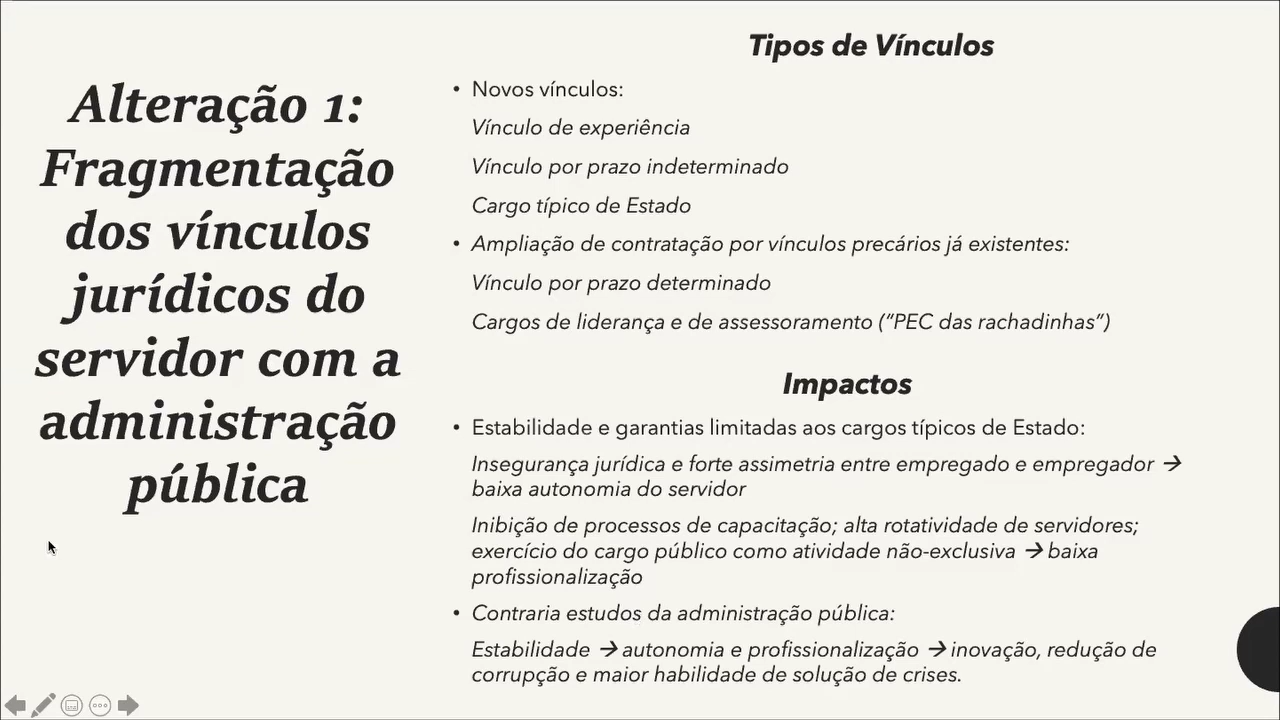 Alteração 1:
Fragmentação
dos vínculos
jurídicos do
servidor com a
administração
pública
Tipos de Vínculos
• Novos vínculos:
Vínculo de experiência
Vínculo por prazo indeterminado
Cargo típico de Estado
• Ampliação de contratação por vínculos precários já existentes:
Vínculo por prazo determinado
Cargos de liderança e de assessoramento (“PEC das rachadinhas”)
Impactos
• Estabilidade e garantias limitadas aos cargos típicos de Estado:
Insegurança jurídica e forte assimetria entre empregado e empregador →
baixa autonomia do servidor
Inibição de processos de capacitação; alta rotatividade de servidores;
exercício do cargo público como atividade não-exclusiva → baixa
profissionalização
• Contraria estudos da administração pública:
Estabilidade → autonomia e profissionalização → inovação, redução de
corrupção e maior habilidade de solução de crises.